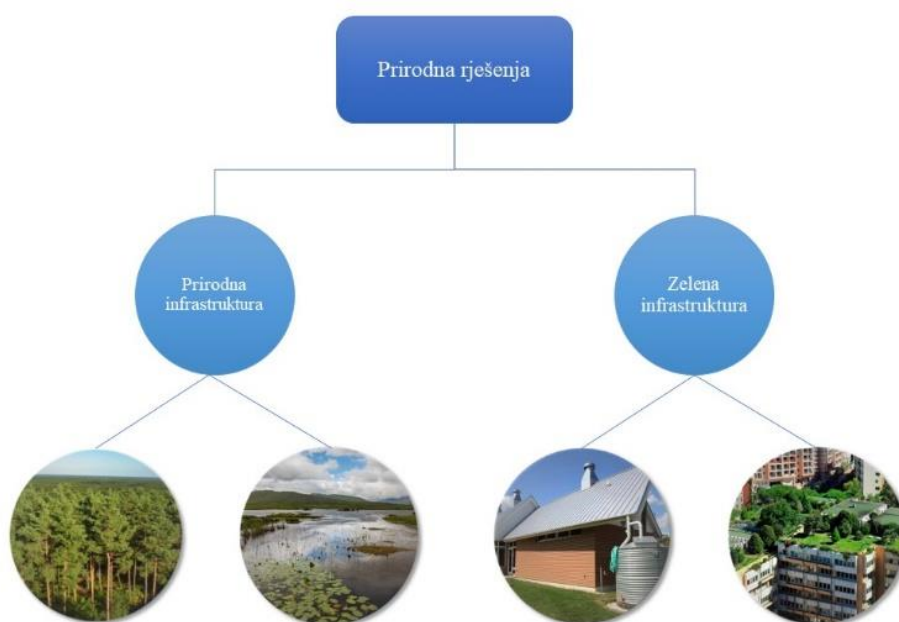 Prirodna rješenja
Prirodna
infrastruktura
Zelena
infrastruktura